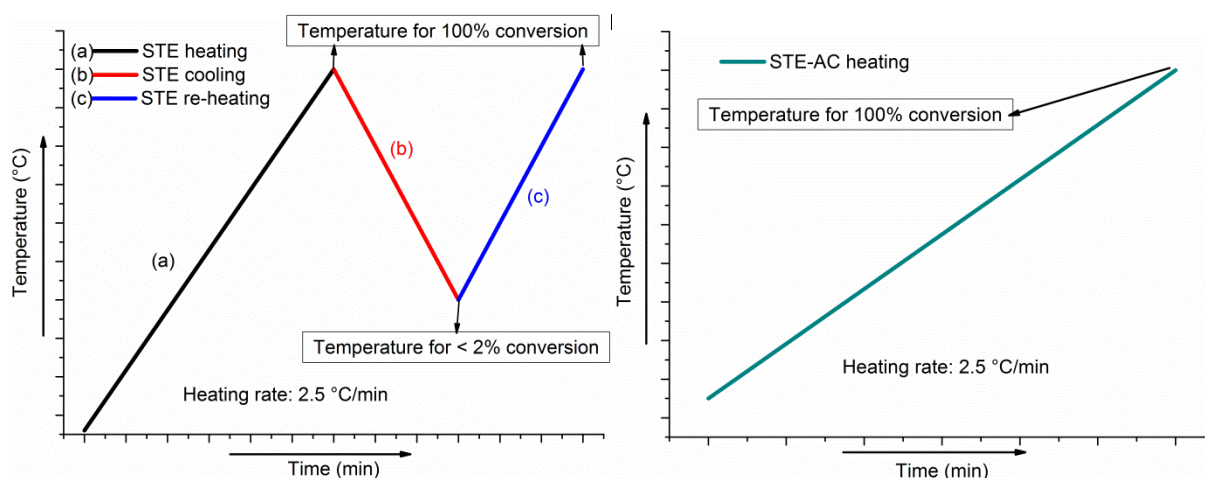 Temperature for 100% conversion
(a) STE heating
(b) STE cooling
(c) STE re-heating
(a)
(b)
(c)
Temperature for < 2% conversion
Heating rate: 2.5 °C/min
Temperature (°C)
Time (min)
STE-AC heating
Temperature for 100% conversion
Heating rate: 2.5 °C/min
Temperature (°C)
Time (min)